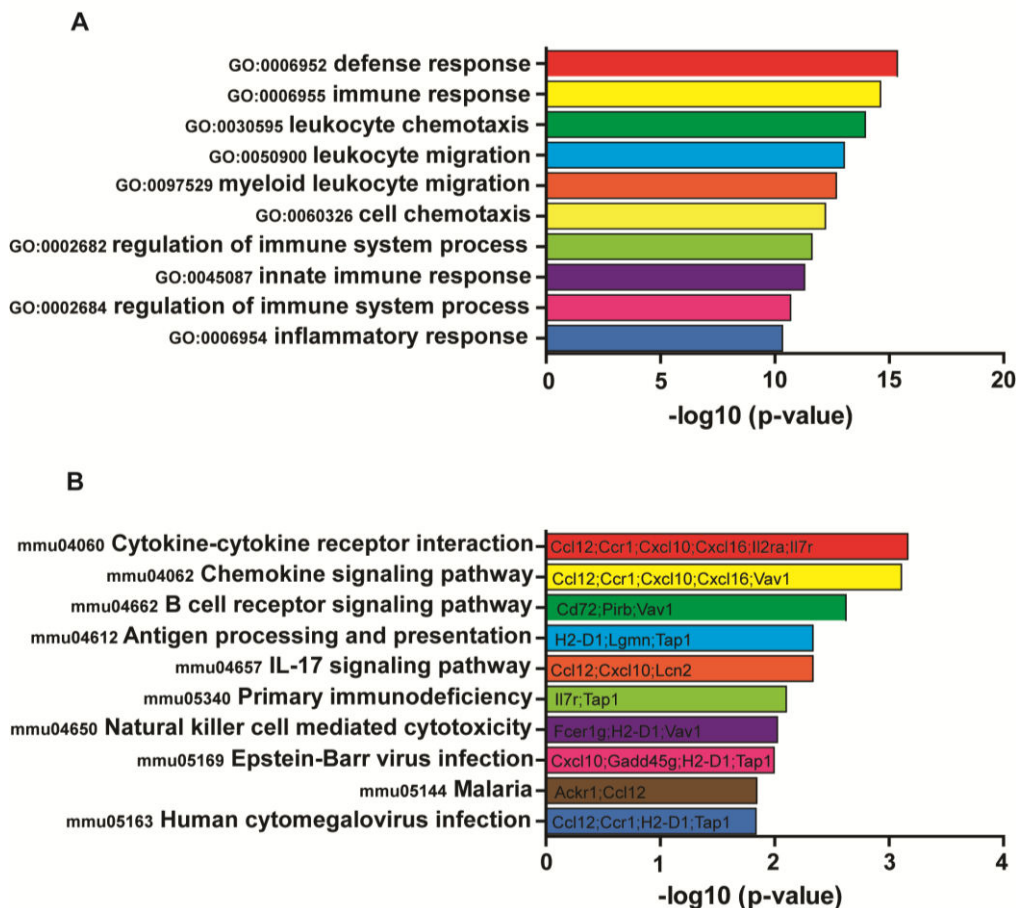 A
GO:0006952 defense response
GO:0006955 immune response
GO:0030595 leukocyte chemotaxis
GO:0050900 leukocyte migration
GO:0097529 myeloid leukocyte migration
GO:0060326 cell chemotaxis
GO:0002682 regulation of immune system process
GO:0045087 innate immune response
GO:0002684 regulation of immune system process
GO:0006954 inflammatory response
0 5 10 15 20
-log10 (p-value)
B
mmu04060 Cytokine-cytokine receptor interaction Ccl12;Ccr1;Cxcl10;Cxcl16;Il2ra;Il7r
mmu04062 Chemokine signaling pathway Ccl12;Ccr1;Cxcl10;Cxcl16;Vav1
mmu04662 B cell receptor signaling pathway Cd72;Pirb;Vav1
mmu04612 Antigen processing and presentation H2-D1;Lgmn;Tap1
mmu04657 IL-17 signaling pathway Ccl12;Cxcl10;Lcn2
mmu05340 Primary immunodeficiency Il7r;Tap1
mmu04650 Natural killer cell mediated cytotoxicity Fcer1g;H2-D1;Vav1
mmu05169 Epstein-Barr virus infection Cxcl10;Gadd45g;H2-D1;Tap1
mmu05144 Malaria Ackr1;Ccl12
mmu05163 Human cytomegalovirus infection Ccl12;Ccr1;H2-D1;Tap1
0 1 2 3 4
-log10 (p-value)